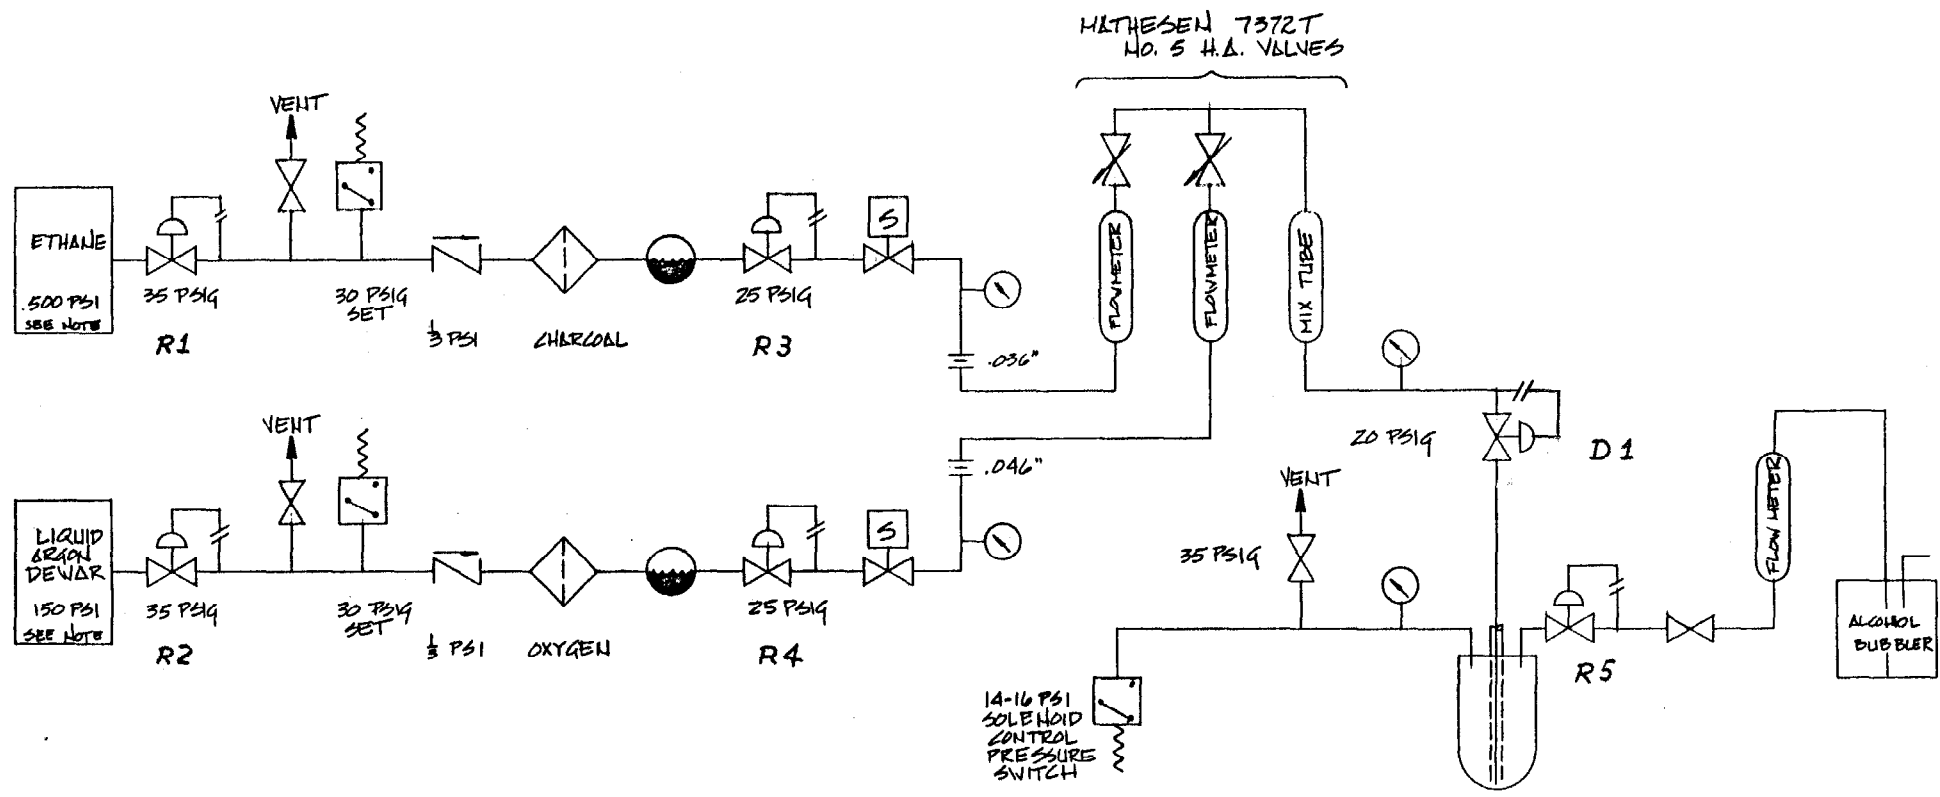 MATHESEN 7372T
NO. 5 H.A. VALVES
VENT
ETHANE
.500 PSI
SEE NOTE
35 PSIG
R1
30 PSIG
SET
1/3 PSI
CHARCOAL
S
25 PSIG
R3
.036"
FLOWMETER
FLOWMETER
MIX TUBE
20 PSIG
D1
VENT
LIQUID
ARGON
DEWAR
150 PSI
SEE NOTE
35 PSIG
R2
30 PSIG
SET
1/3 PSI
OXYGEN
S
25 PSIG
R4
.046"
VENT
35 PSIG
14-16 PSI
SOLENOID
CONTROL
PRESSURE
SWITCH
R5
FLOW METER
ALCOHOL
BUBBLER